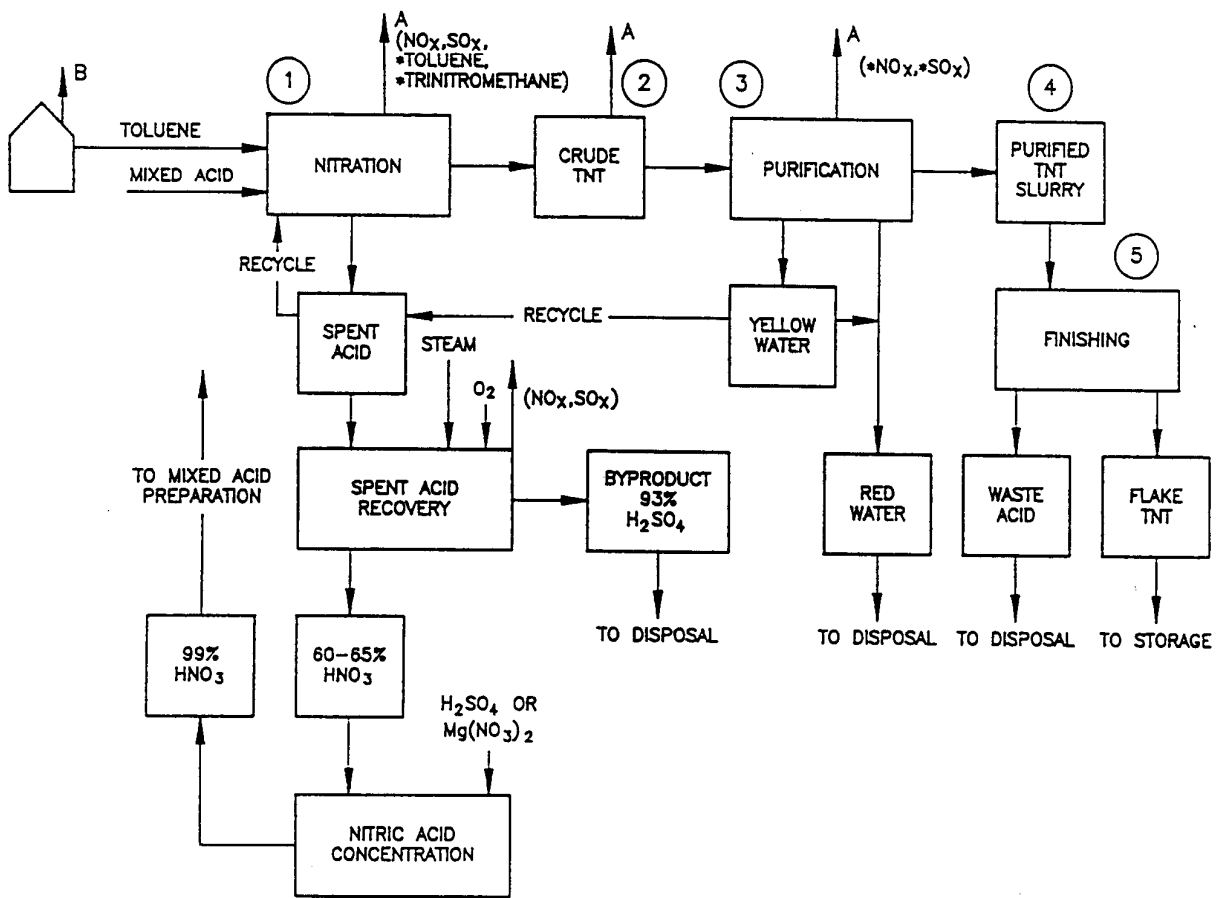 A
(NOx,SOx,
*TOLUENE,
*TRINITROMETHANE)
A
A
(*NOx,*SOx)
B
1
2
3
4
TOLUENE
MIXED ACID
NITRATION
CRUDE
TNT
PURIFICATION
PURIFIED
TNT
SLURRY
RECYCLE
5
SPENT
ACID
RECYCLE
YELLOW
WATER
FINISHING
STEAM
O2
(NOx,SOx)
TO MIXED ACID
PREPARATION
SPENT ACID
RECOVERY
BYPRODUCT
93%
H2SO4
RED
WATER
WASTE
ACID
FLAKE
TNT
TO DISPOSAL
TO DISPOSAL
TO DISPOSAL
TO STORAGE
99%
HNO3
60-65%
HNO3
H2SO4 OR
Mg(NO3)2
NITRIC ACID
CONCENTRATION